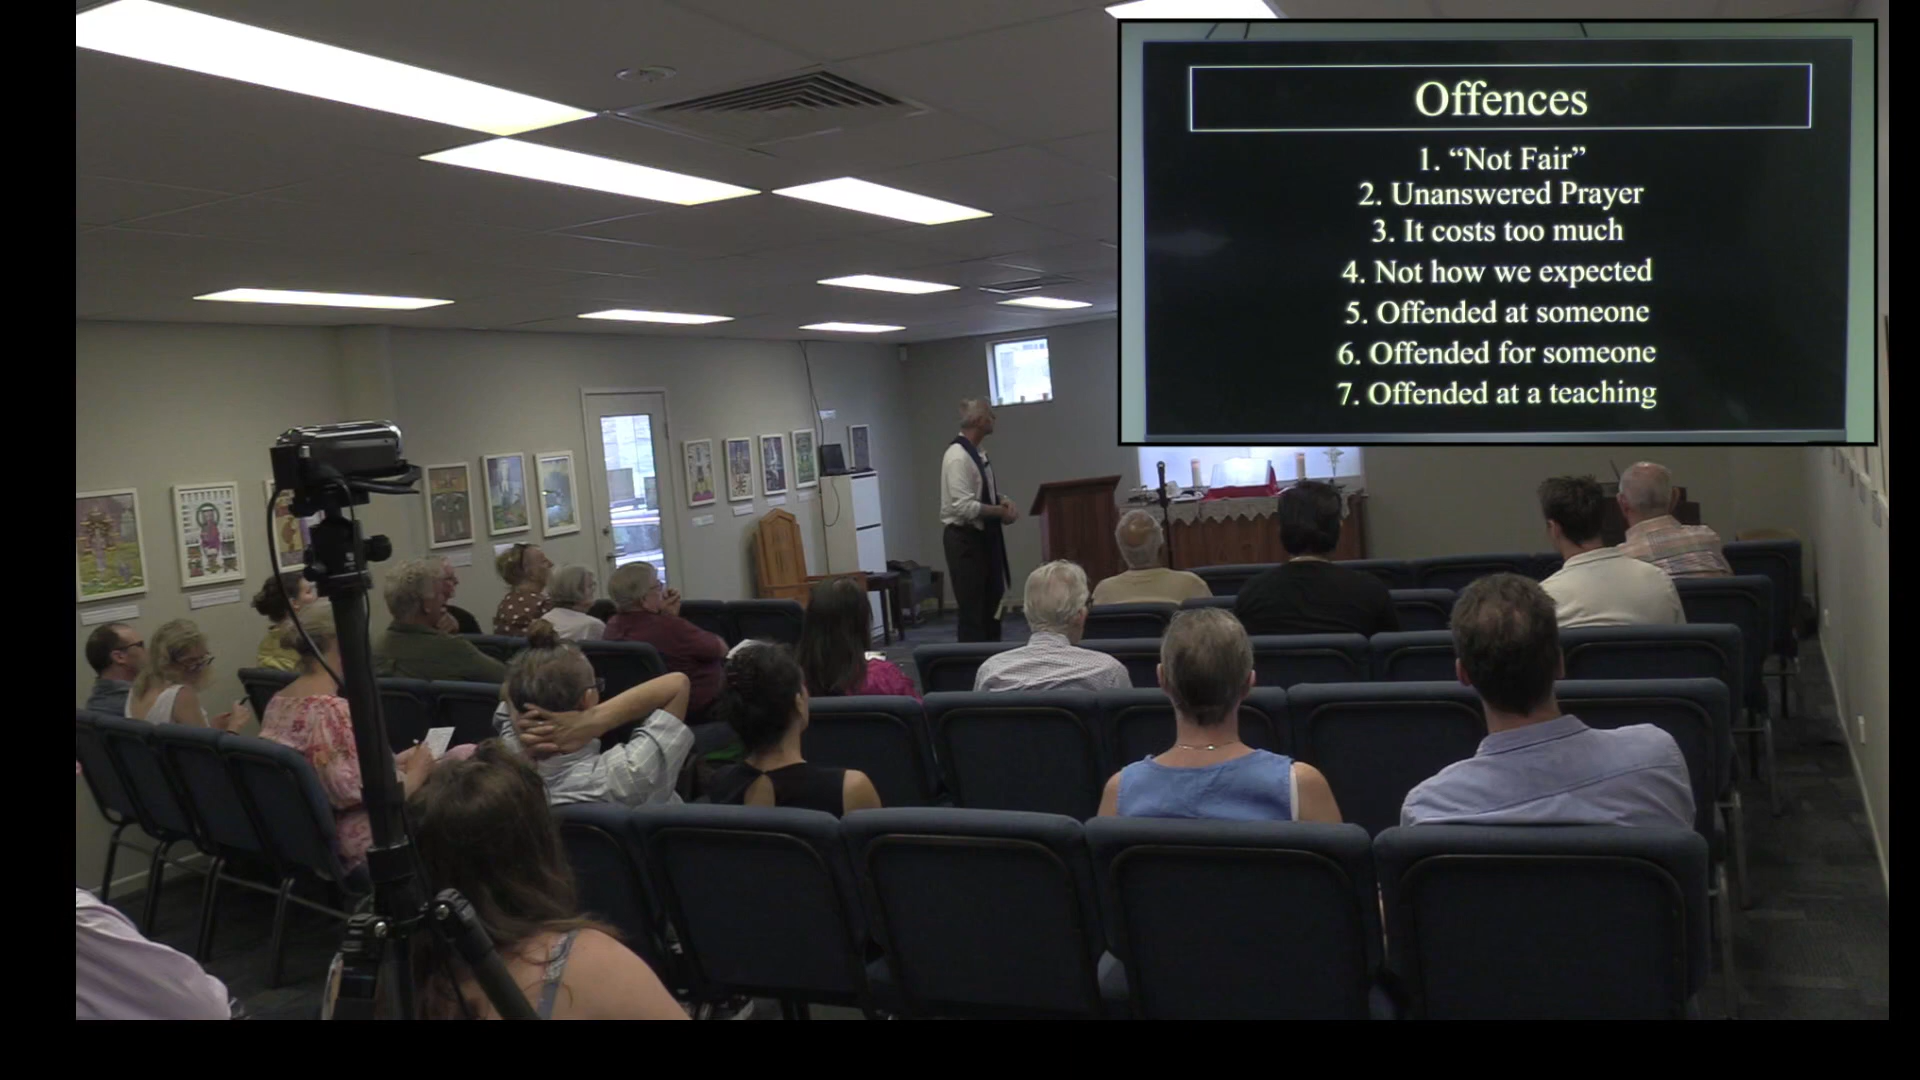 Offences
1. “Not Fair”
2. Unanswered Prayer
3. It costs too much
4. Not how we expected
5. Offended at someone
6. Offended for someone
7. Offended at a teaching